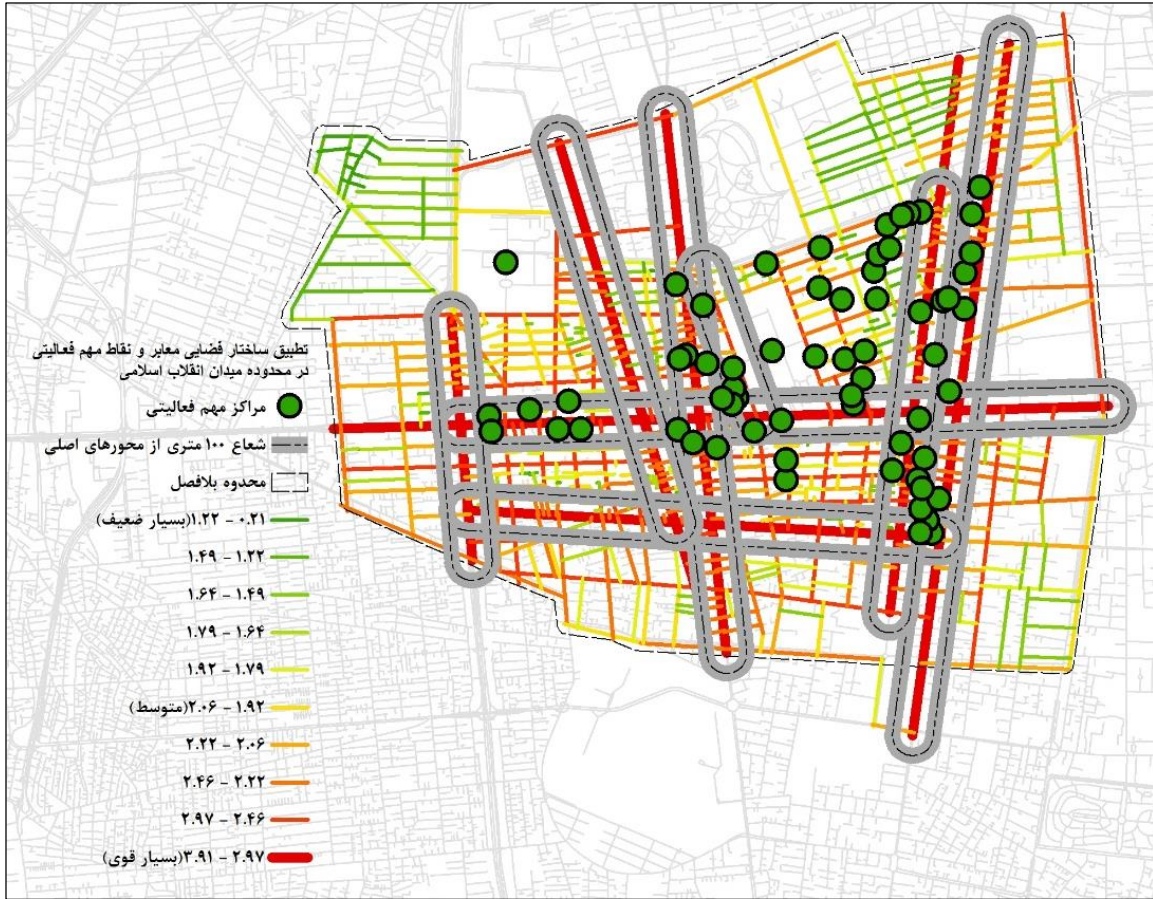 تطبیق ساختار فضایی معابر و نقاط مهم فعالیتی
در محدوده میدان انقلاب اسلامی
مراکز مهم فعالیتی
شعاع ۱۰۰ متری از محورهای اصلی
محدوده بلافصل
۰.۲۱ - ۱.۲۲(بسیار ضعیف)
۱.۲۲ - ۱.۴۹
۱.۴۹ - ۱.۶۴
۱.۶۴ - ۱.۷۹
۱.۷۹ - ۱.۹۲
۱.۹۲ - ۲.۰۶(متوسط)
۲.۰۶ - ۲.۲۲
۲.۲۲ - ۲.۴۶
۲.۴۶ - ۲.۹۷
۲.۹۷ - ۳.۹۱(بسیار قوی)